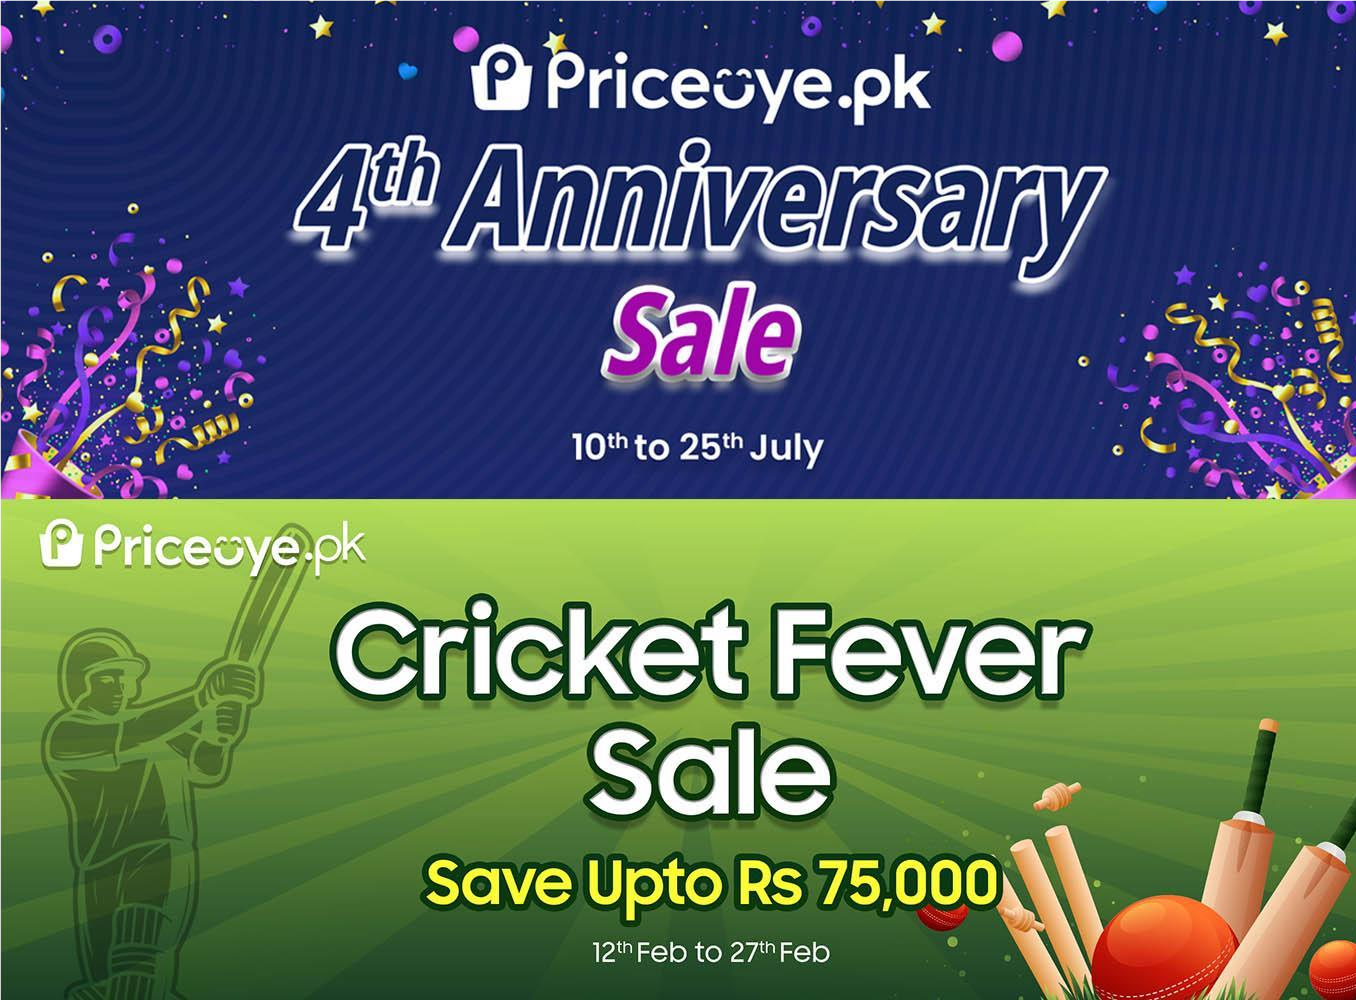 Priceoye.pk
4th Anniversary
Sale
10th to 25th July
Priceoye.pk
Cricket Fever
Sale
Save Upto Rs 75,000
12th Feb to 27th Feb